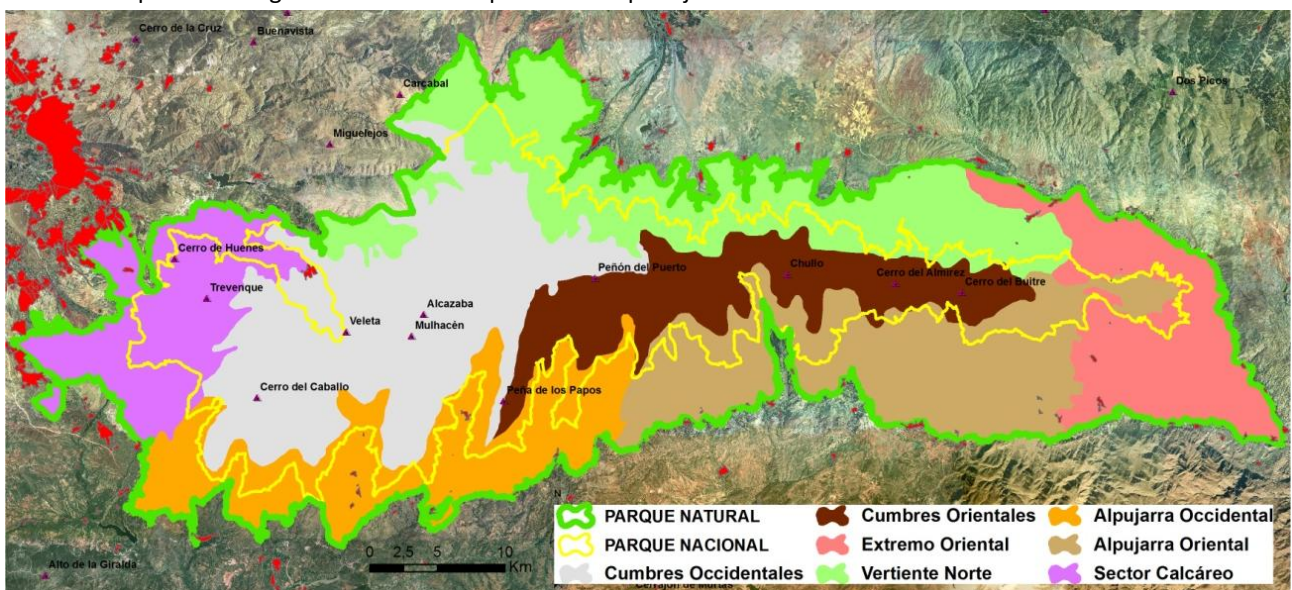 Cerro de la Cruz
Buenavista
Carcabal
Dos Picos
Miguelejos
Cerro de Huenes
Peñón del Puerto
Chullo
Cerro del Almirez
Cerro del Buitre
Trevenque
Alcazaba
Veleta
Mulhacén
Cerro del Caballo
Peña de los Papos
N
PARQUE NATURAL
PARQUE NACIONAL
Cumbres Occidentales
Cumbres Orientales
Extremo Oriental
Vertiente Norte
Alpujarra Occidental
Alpujarra Oriental
Sector Calcáreo
0 2,5 5 10
Km
Alto de la Giralda